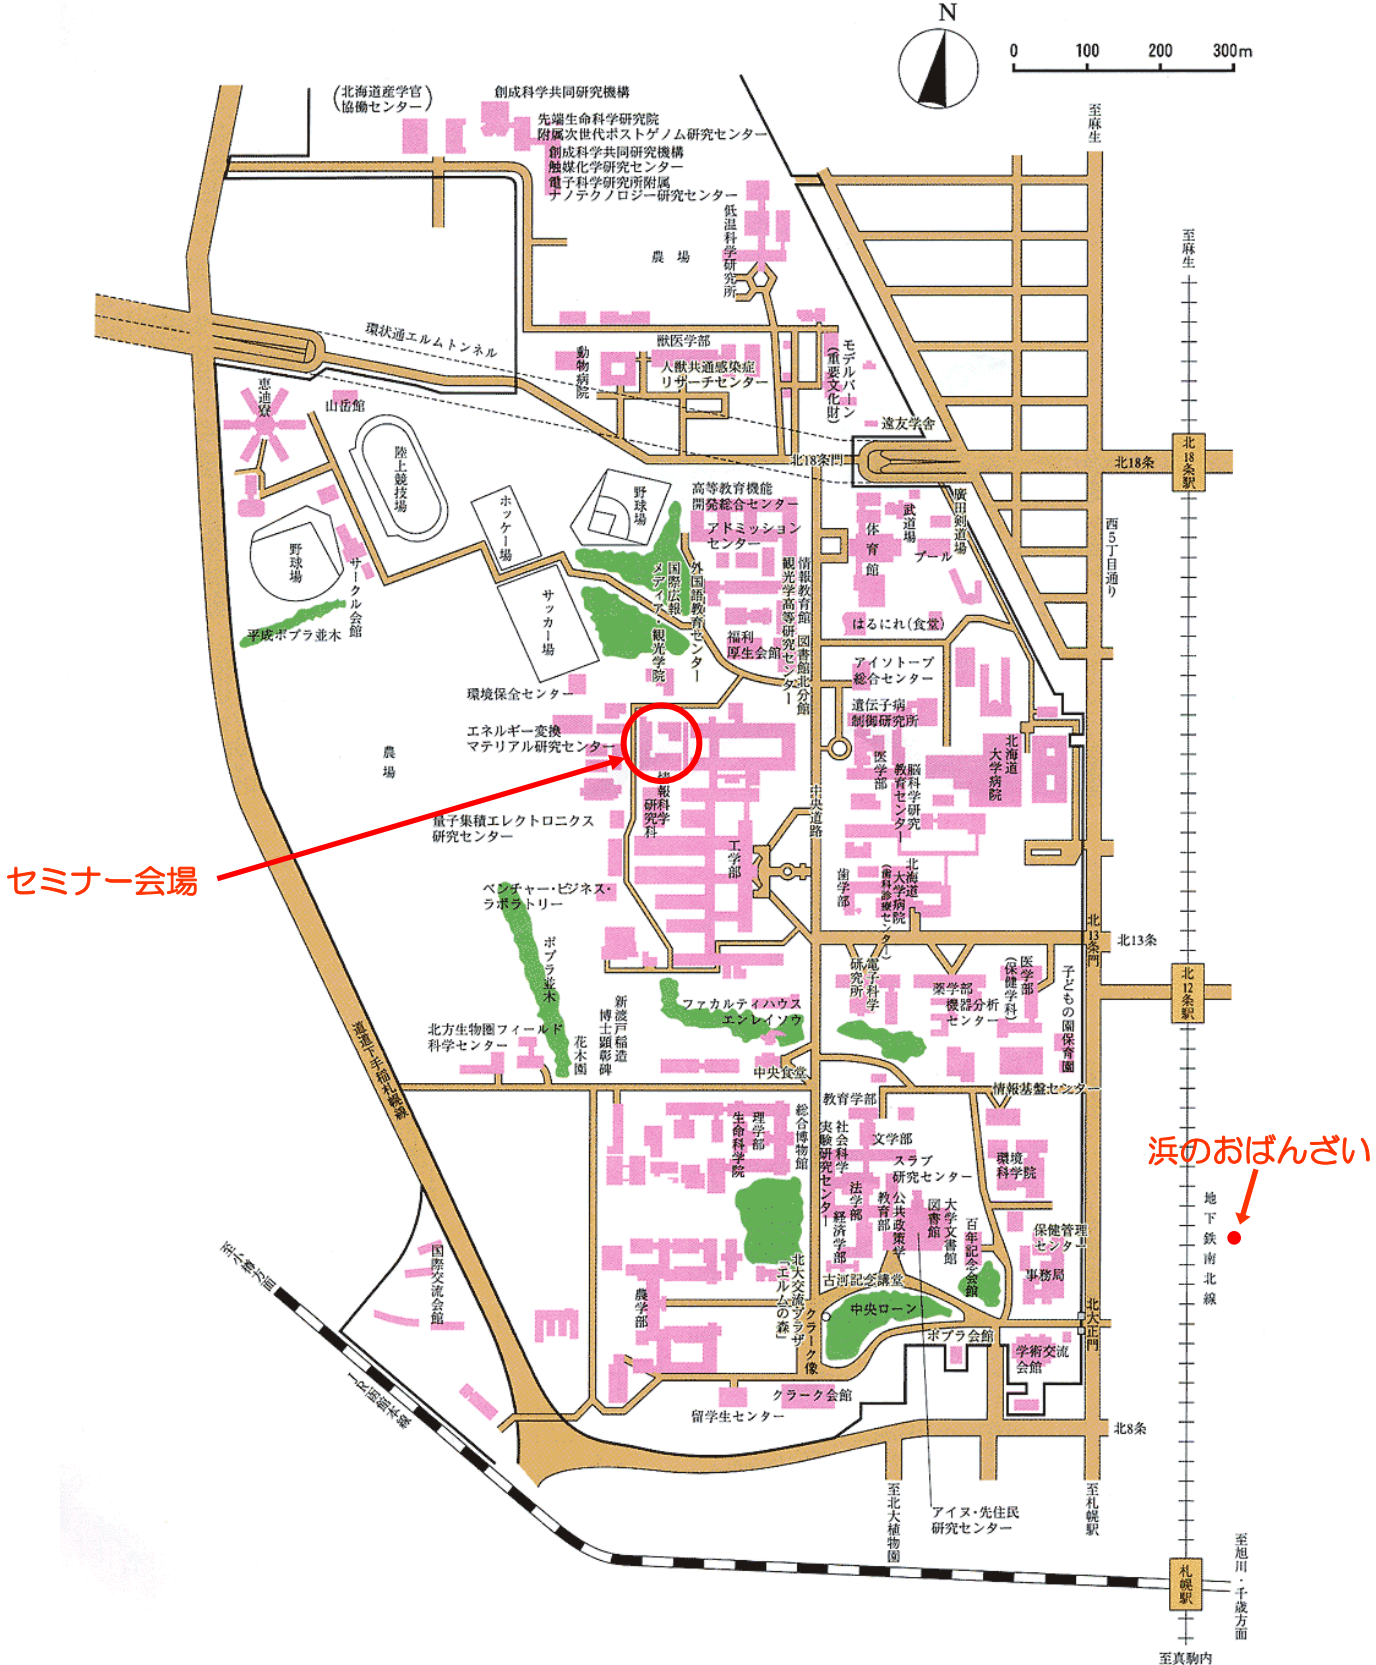 N
0 100 200 300m
(北海道産学官
協働センター)
創成科学共同研究機構
先端生命科学研究院
附属次世代ポストゲノム研究センター
創成科学共同研究機構
触媒化学研究センター
電子科学研究所附属
ナノテクノロジー研究センター
至麻生
低温科学研究所
農場
至麻生
環状通エルムトンネル
獣医学部
動物病院
人獣共通感染症
リサーチセンター
モデルバーン
(重要文化財)
恵迪寮
山岳館
遠友学舎
陸上競技場
北18条門
北18条
北18条駅
ホッケー場
野球場
高等教育機能
開発総合センター
アドミッション
センター
体育館
武道場
廣田剣道場
プール
西5丁目通り
野球場
サークル会館
サッカー場
外国語教育センター
国際広報
メディア・観光学院
情報教育館 図書館北分館
観光学高等研究センター
福利
厚生会館
はるにれ(食堂)
平成ポプラ並木
環境保全センター
アイソトープ
総合センター
遺伝子病
制御研究所
エネルギー変換
マテリアル研究センター
農場
医学部
脳科学研究
教育センター
北海道
大学病院
情報科学
研究科
中央道路
量子集積エレクトロニクス
研究センター
工学部
セミナー会場
ベンチャー・ビジネス・
ラボラトリー
歯学部
北海道
大学病院
(歯科診療センター)
北13条門
北13条
ポプラ並木
電子科学
研究所
薬学部
機器分析
センター
医学部
(保健学科)
子どもの園保育園
北12条駅
新渡戸稲造
博士顕彰碑
ファカルティハウス
エンレイソウ
道道下手稲札幌線
北方生物圏フィールド
科学センター
花木園
中央食堂
情報基盤センター
教育学部
理学部
生命科学院
総合博物館
社会科学
実験研究センター
文学部
スラブ
研究センター
環境
科学院
浜のおばんざい
法学部
経済学部
公共政策学
教育部
図書館
大学文書館
百年記念会館
保健管理
センター
事務局
地下鉄南北線
至小樽方面
国際交流会館
農学部
北大交流プラザ
「エルムの森」
古河記念講堂
中央ローン
クラーク像
ポプラ会館
北大正門
学術交流
会館
JR函館本線
留学生センター
クラーク会館
北8条
至北大植物園
アイヌ・先住民
研究センター
至札幌駅
札幌駅
至旭川・千歳方面
至真駒内